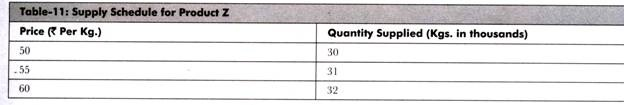 Table-11: Supply Schedule for Product Z
Price (₹ Per Kg.) Quantity Supplied (Kgs. in thousands)
50 30
.55 31
60 32